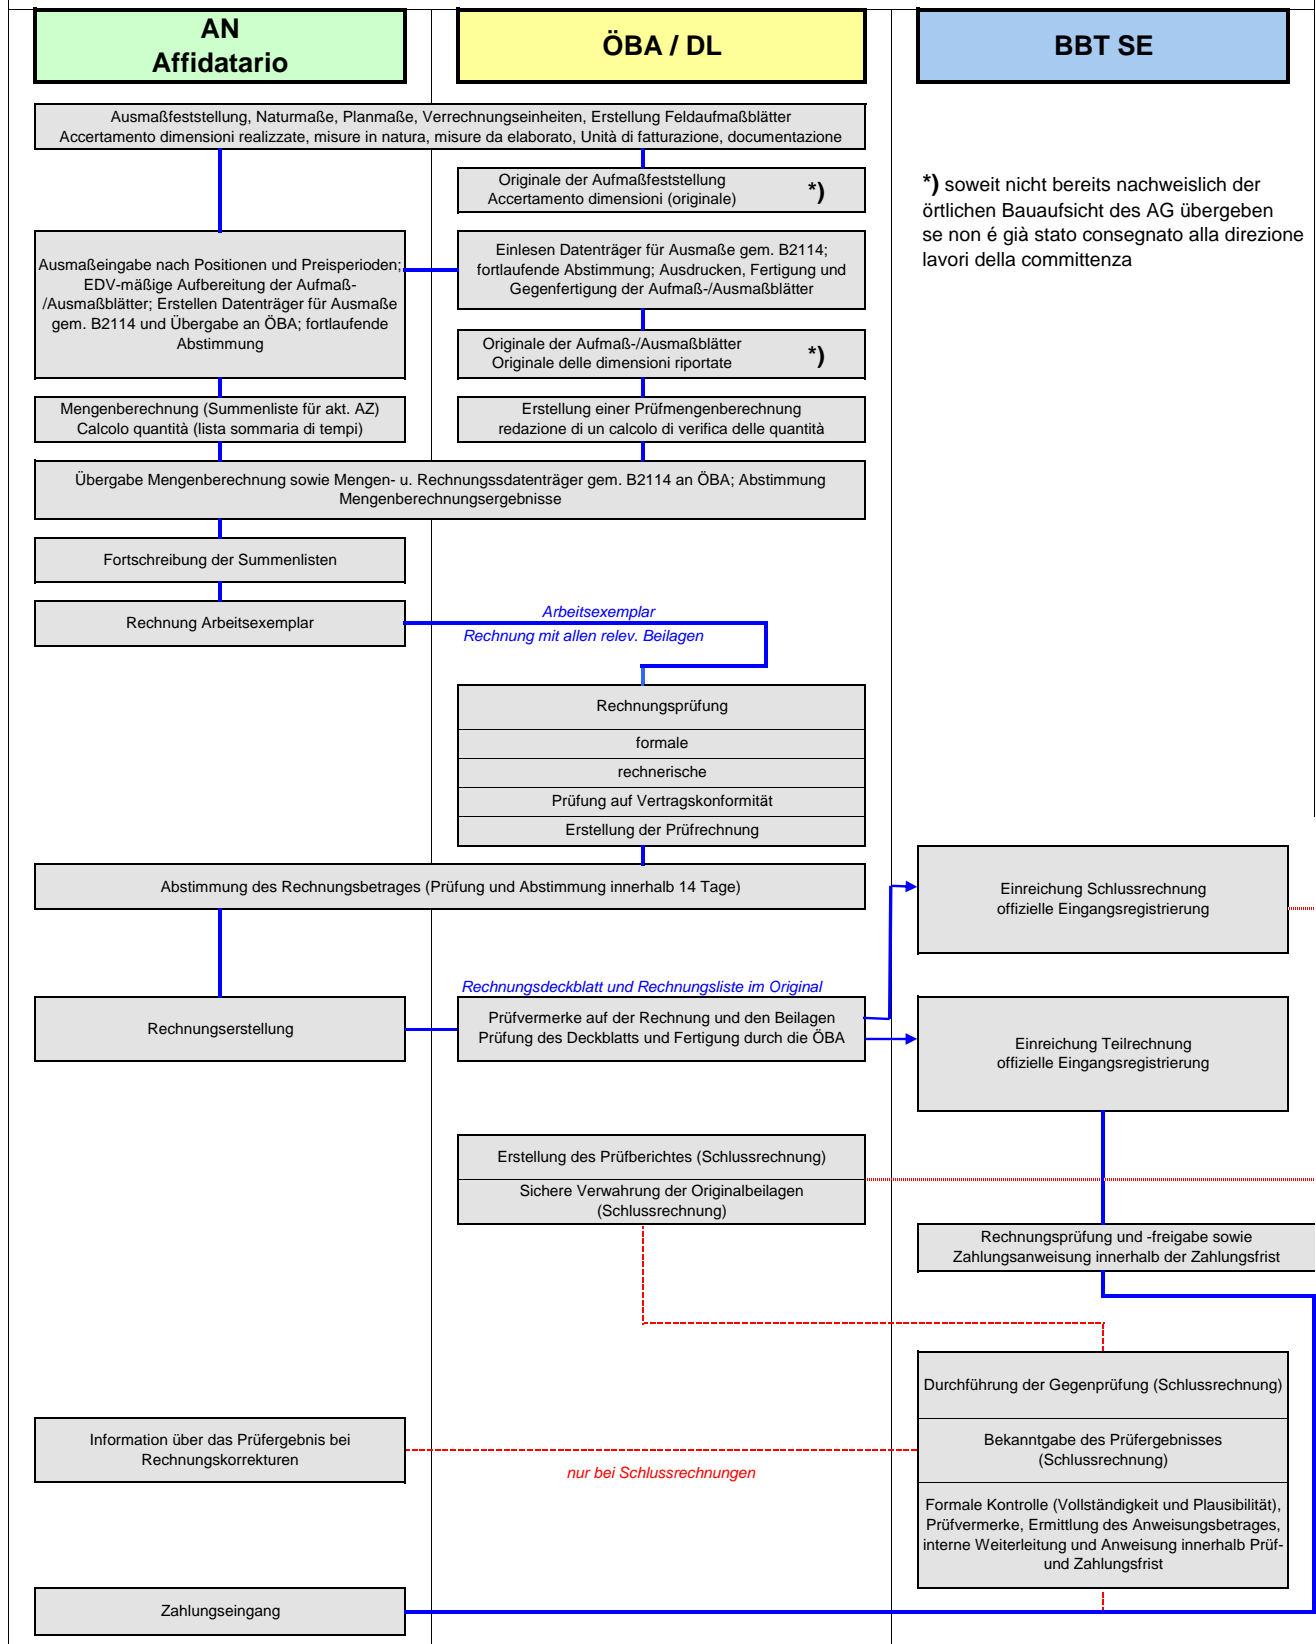 AN
Affidatario
ÖBA / DL
BBT SE
Ausmaßfeststellung, Naturmaße, Planmaße, Verrechnungseinheiten, Erstellung Feldaufmaßblätter
Accertamento dimensioni realizzate, misure in natura, misure da elaborato, Unità di fatturazione, documentazione
Originale der Aufmaßfeststellung
Accertamento dimensioni (originale)
*)
*) soweit nicht bereits nachweislich der
örtlichen Bauaufsicht des AG übergeben
se non é già stato consegnato alla direzione
lavori della committenza
Ausmaßeingabe nach Positionen und Preisperioden;
EDV-mäßige Aufbereitung der Aufmaß-
/Ausmaßblätter; Erstellen Datenträger für Ausmaße
gem. B2114 und Übergabe an ÖBA; fortlaufende
Abstimmung
Einlesen Datenträger für Ausmaße gem. B2114;
fortlaufende Abstimmung; Ausdrucken, Fertigung und
Gegenfertigung der Aufmaß-/Ausmaßblätter
Originale der Aufmaß-/Ausmaßblätter
Originale delle dimensioni riportate
*)
Mengenberechnung (Summenliste für akt. AZ)
Calcolo quantità (lista sommaria di tempi)
Erstellung einer Prüfmengenberechnung
redazione di un calcolo di verifica delle quantità
Übergabe Mengenberechnung sowie Mengen- u. Rechnungssdatenträger gem. B2114 an ÖBA; Abstimmung
Mengenberechnungsergebnisse
Fortschreibung der Summenlisten
Rechnung Arbeitsexemplar
Arbeitsexemplar
Rechnung mit allen relev. Beilagen
Rechnungsprüfung
formale
rechnerische
Prüfung auf Vertragskonformität
Erstellung der Prüfrechnung
Abstimmung des Rechnungsbetrages (Prüfung und Abstimmung innerhalb 14 Tage)
Einreichung Schlussrechnung
offizielle Eingangsregistrierung
Rechnungsdeckblatt und Rechnungsliste im Original
Rechnungserstellung
Prüfvermerke auf der Rechnung und den Beilagen
Prüfung des Deckblatts und Fertigung durch die ÖBA
Einreichung Teilrechnung
offizielle Eingangsregistrierung
Erstellung des Prüfberichtes (Schlussrechnung)
Sichere Verwahrung der Originalbeilagen
(Schlussrechnung)
Rechnungsprüfung und -freigabe sowie
Zahlungsanweisung innerhalb der Zahlungsfrist
Durchführung der Gegenprüfung (Schlussrechnung)
Information über das Prüfergebnis bei
Rechnungskorrekturen
Bekanntgabe des Prüfergebnisses
(Schlussrechnung)
nur bei Schlussrechnungen
Formale Kontrolle (Vollständigkeit und Plausibilität),
Prüfvermerke, Ermittlung des Anweisungsbetrages,
interne Weiterleitung und Anweisung innerhalb Prüf-
und Zahlungsfrist
Zahlungseingang